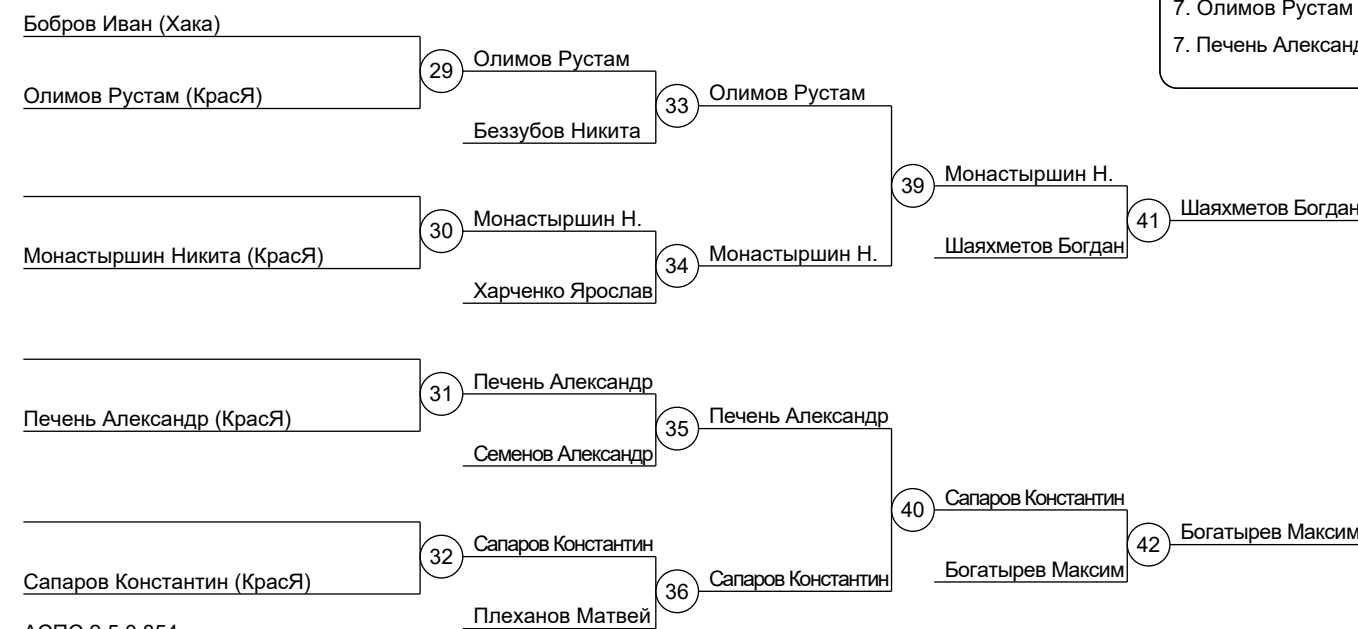 7. Олимов Рустам
7. Печень
Бобров Иван (Хака)
29
Олимов Рустам
Олимов Рустам (КрасЯ)
33
Олимов Рустам
Беззубов Никита
39
Монастыршин Н.
30
Монастыршин Н.
Монастыршин Никита (КрасЯ)
34
Монастыршин Н.
Харченко Ярослав
41
Шаяхметов Богдан
Шаяхметов Богдан
31
Печень Александр
Печень Александр (КрасЯ)
35
Печень Александр
Семенов Александр
40
Сапаров Константин
32
Сапаров Константин
Сапаров Константин (КрасЯ)
36
Сапаров Константин
Плеханов Матвей
42
Богатырев Максим
Богатырев Максим